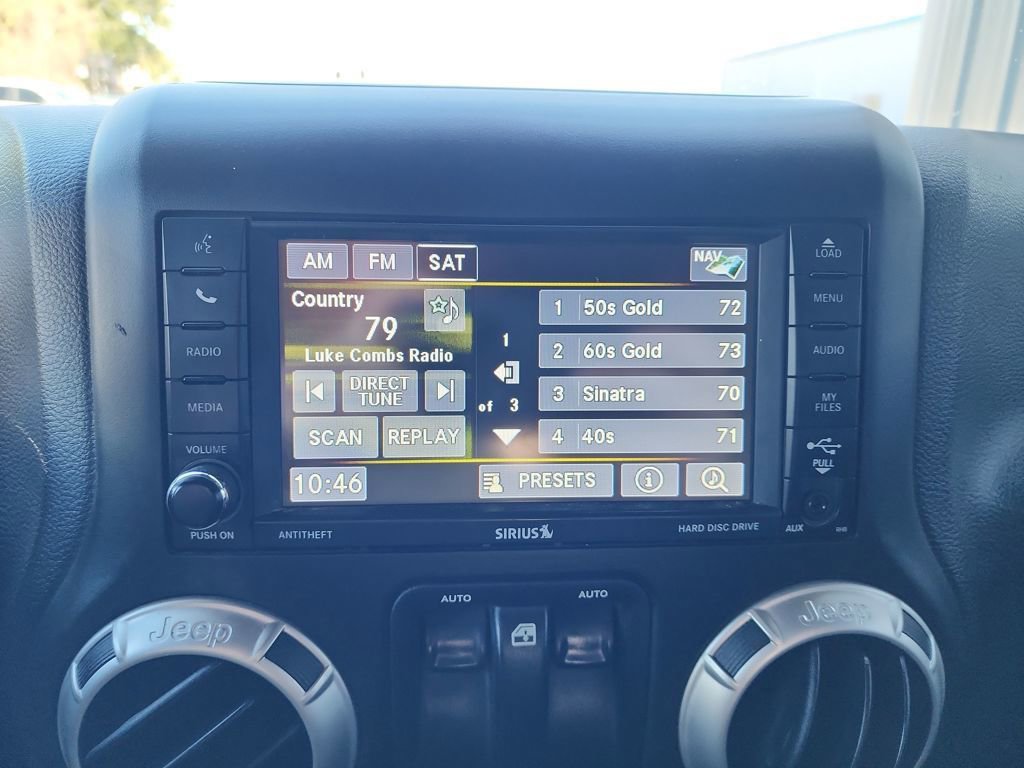 AM FM SAT
NAV
Country
79
Luke Combs Radio
DIRECT
TUNE
SCAN REPLAY
10:46
1
of 3
1 50s Gold 72
2 60s Gold 73
3 Sinatra 70
4 40s 71
PRESETS
i
RADIO
MEDIA
VOLUME
PUSH ON
LOAD
MENU
AUDIO
MY
FILES
PULL
AUX RHB
ANTITHEFT
SIRIUS
HARD DISC DRIVE
AUTO AUTO
Jeep Jeep